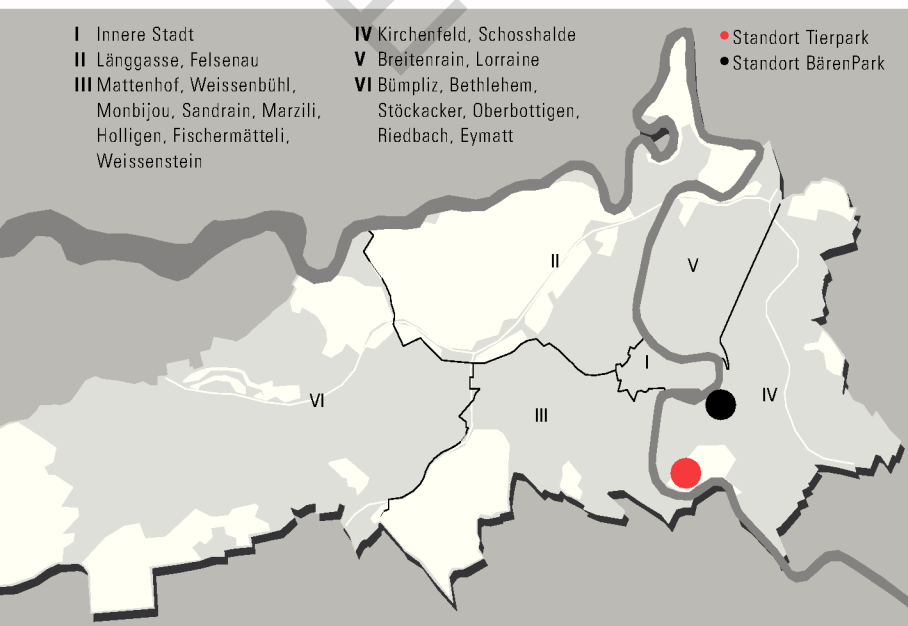 I Innere Stadt
II Länggasse, Felsenau
III Mattenhof, Weissenbühl,
Monbijou, Sandrain, Marzili,
Holligen, Fischermätteli,
Weissenstein
IV Kirchenfeld, Schosshalde
V Breitenrain, Lorraine
VI Bümpliz, Bethlehem,
Stöckacker, Oberbottigen,
Riedbach, Eymatt
Standort Tierpark
Standort BärenPark
II
V
I
IV
VI
III